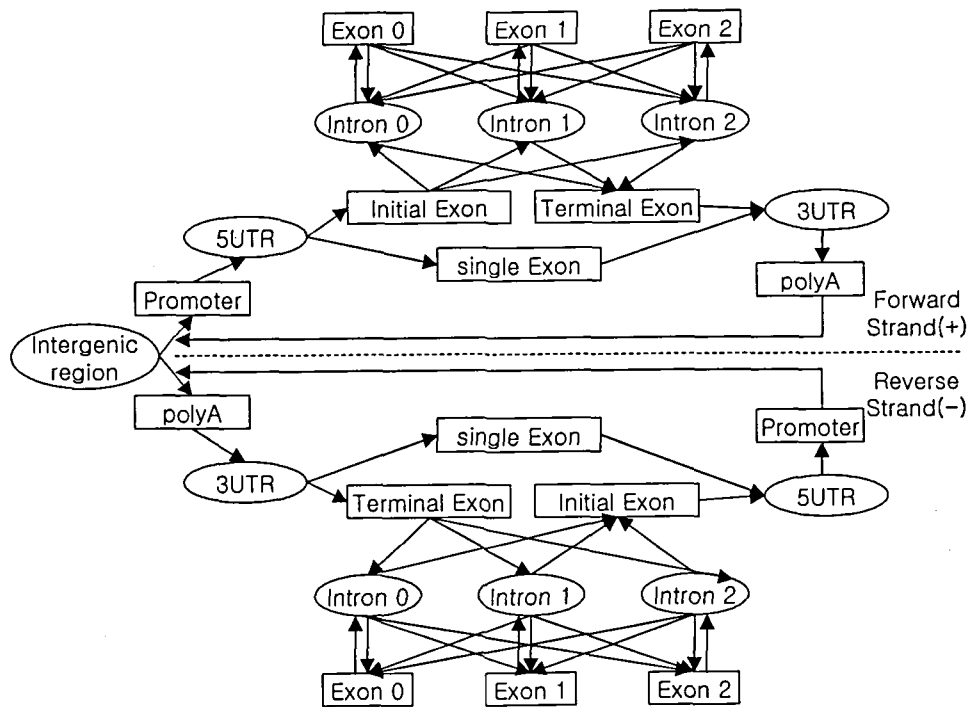 Exon 0 Exon 1 Exon 2
Intron 0 Intron 1 Intron 2
Initial Exon Terminal Exon 3UTR
5UTR
single Exon
polyA
Promoter
Forward
Strand(+)
Intergenic
region
Reverse
Strand(-)
polyA
Promoter
single Exon
3UTR
5UTR
Terminal Exon Initial Exon
Intron 0 Intron 1 Intron 2
Exon 0 Exon 1 Exon 2